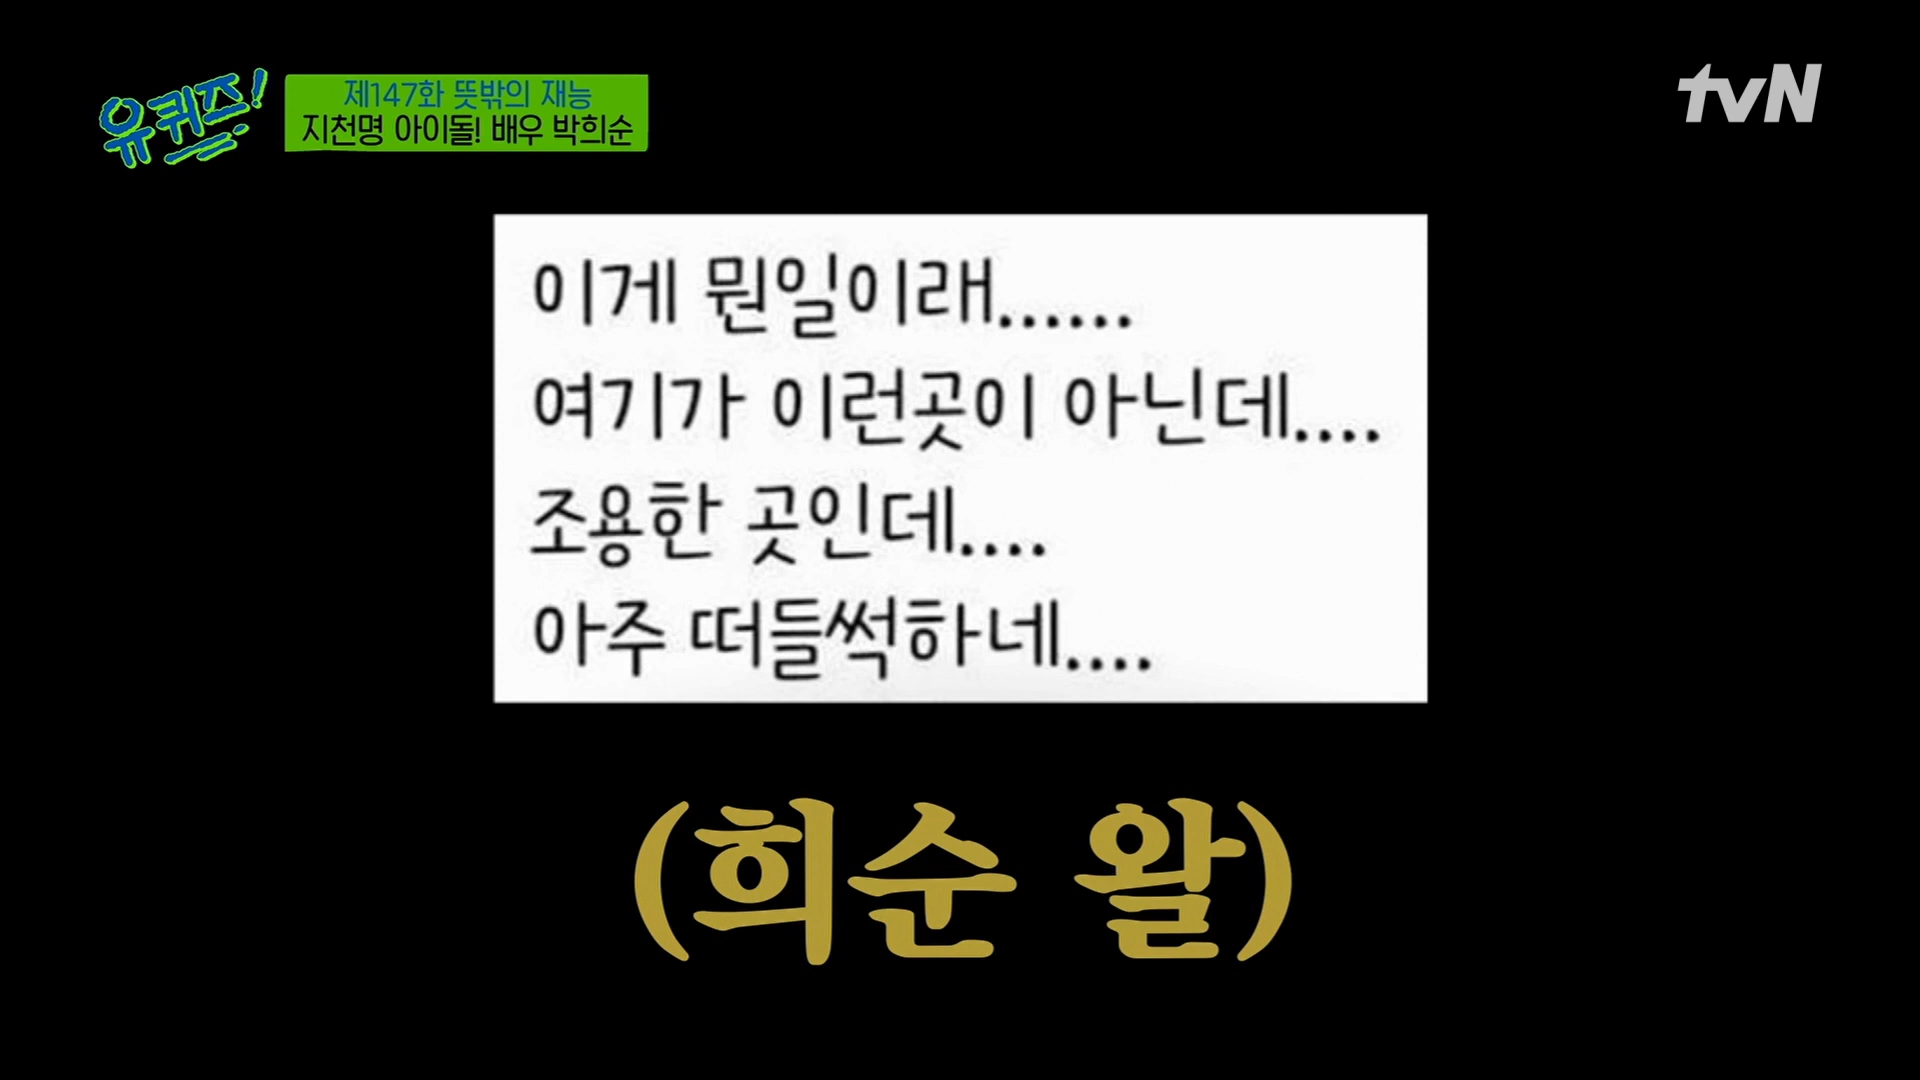 유퀴즈!
제147화 뜻밖의 재능
지천명 아이돌! 배우 박희순
tvN
이게 뭔일이래......
여기가 이런곳이 아닌데....
조용한 곳인데....
아주 떠들썩하네....
(희순 왈)